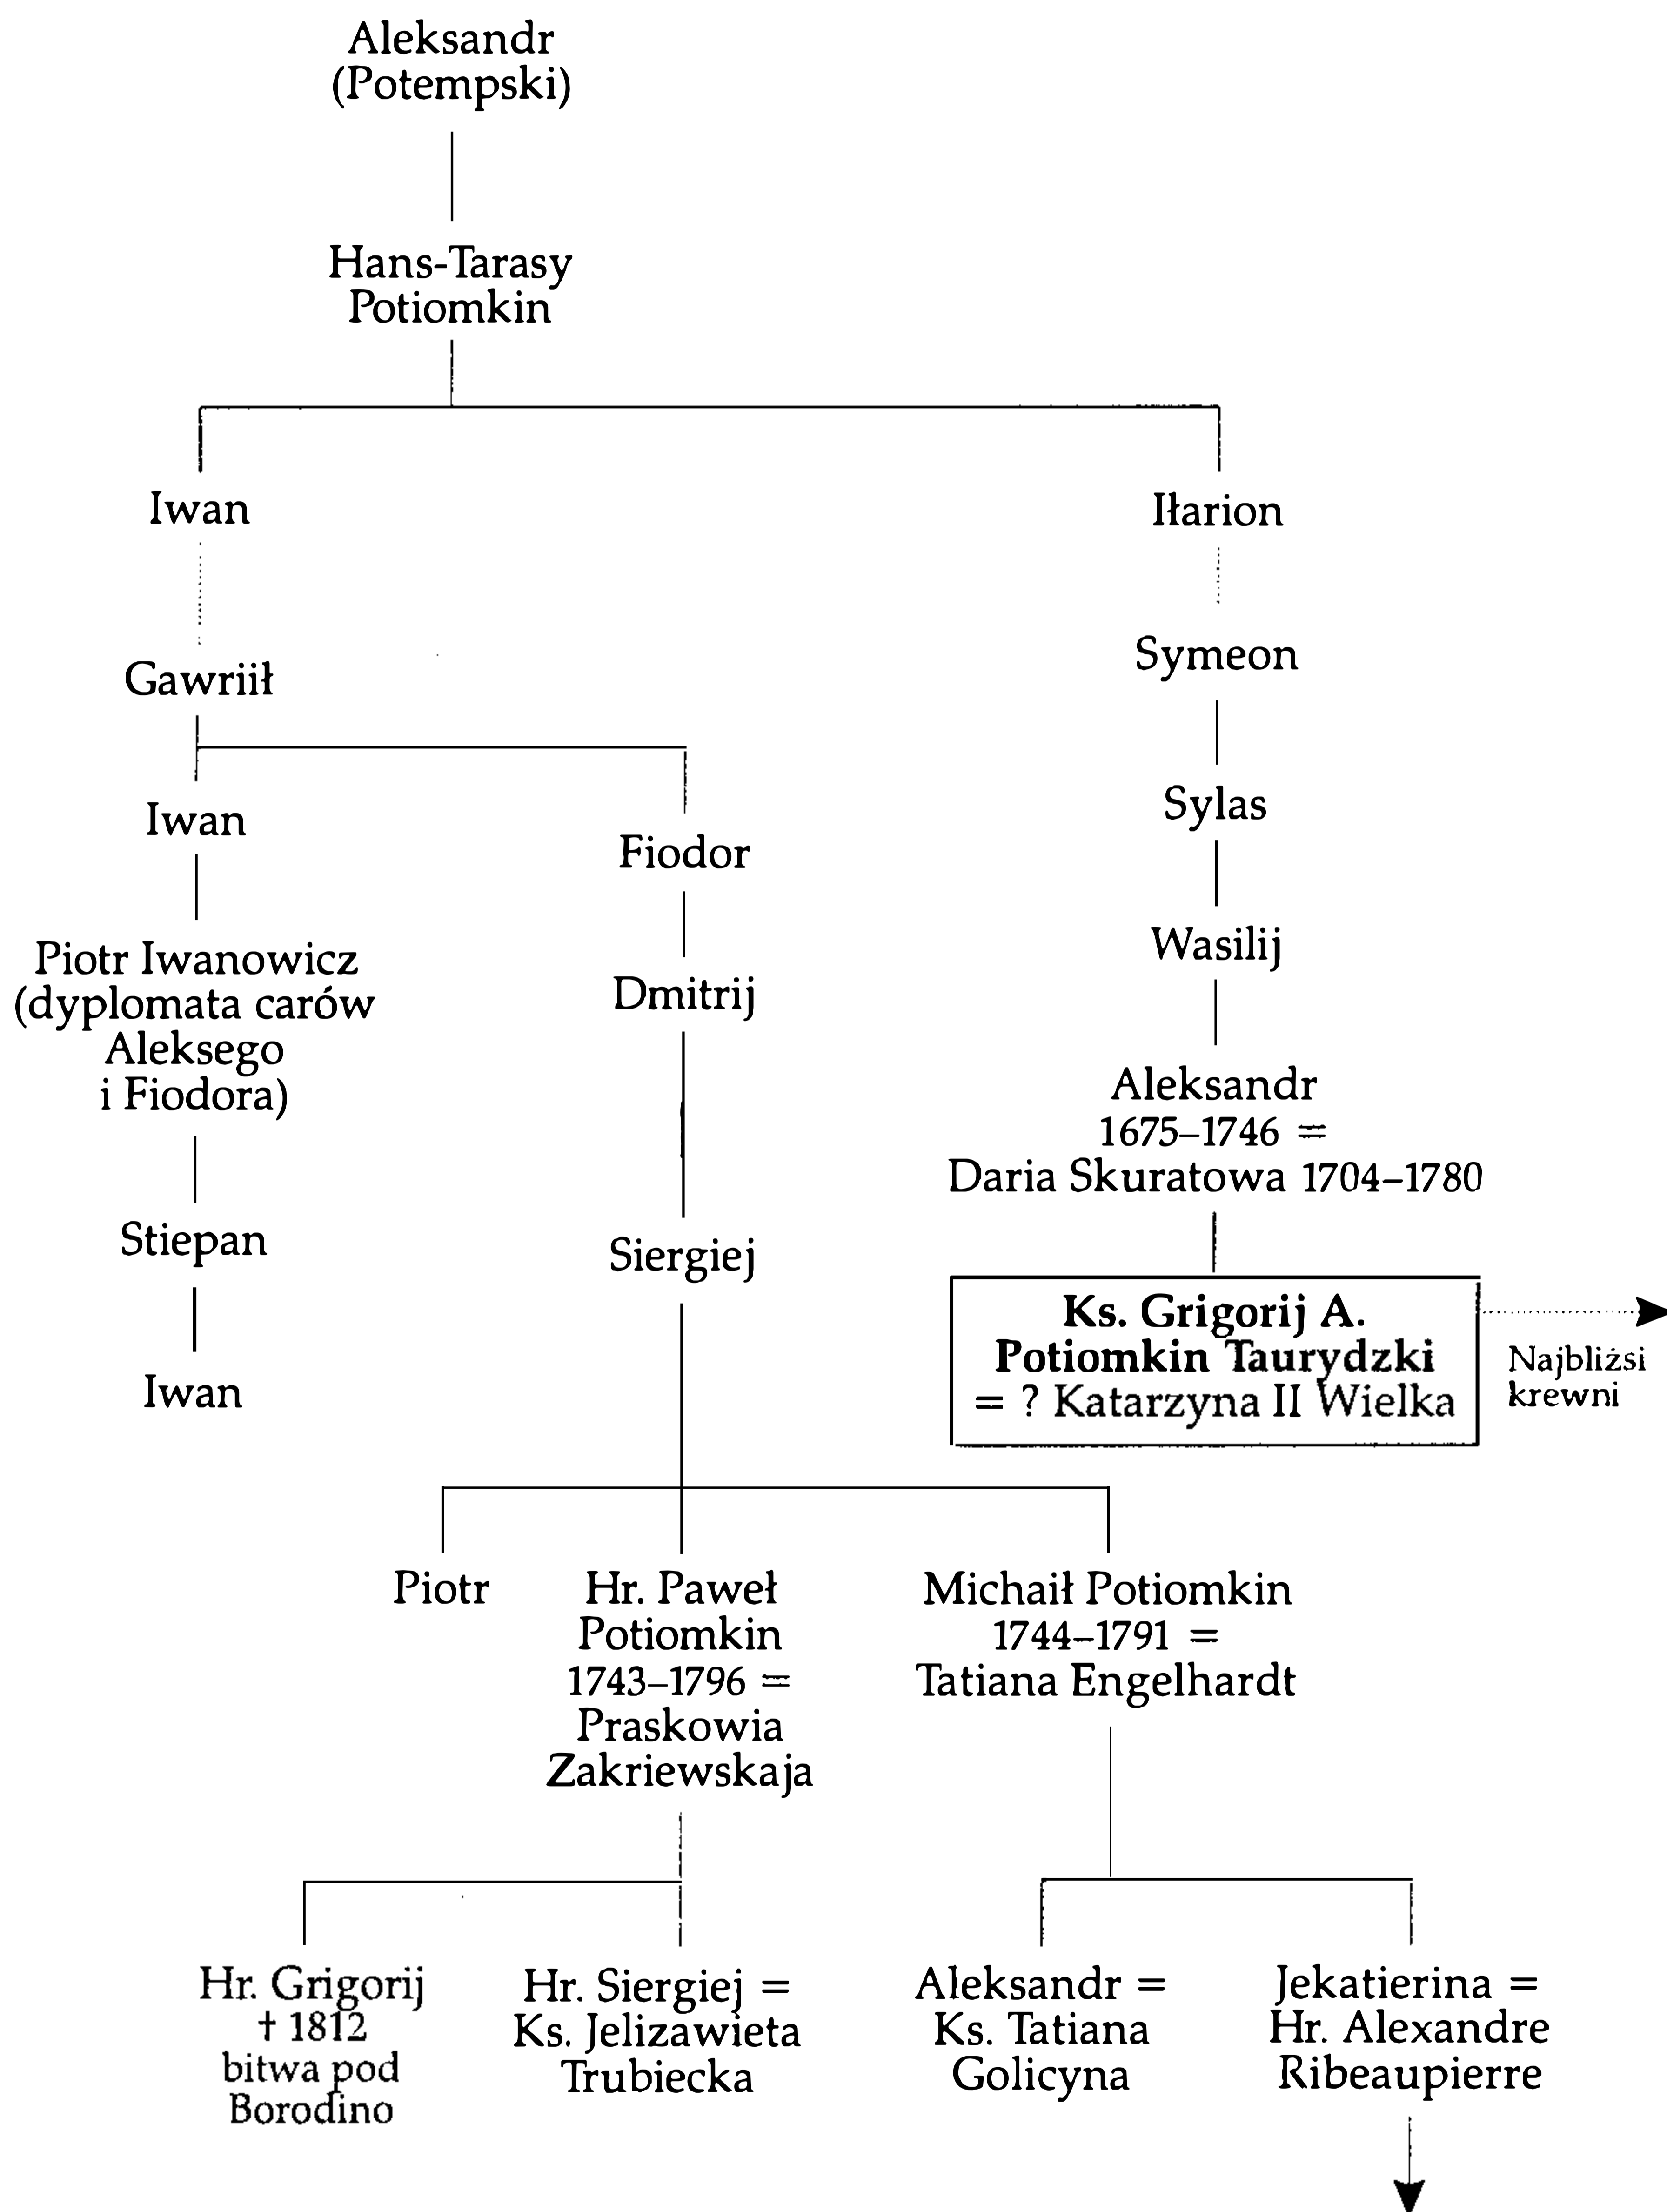 Aleksandr
(Potempski)
Hans-Tarasy
Potiomkin
Iwan
Iłarion
Gawriił
Symeon
Iwan
Fiodor
Sylas
Piotr Iwanowicz
(dyplomata carów
Aleksego
i Fiodora)
Dmitrij
Wasilij
Aleksandr
1675–1746 =
Daria Skuratowa 1704–1780
Stiepan
Siergiej
Ks. Grigorij A.
Potiomkin Taurydzki
= ? Katarzyna II Wielka
Najbliżsi
krewni
Iwan
Piotr
Hr. Paweł
Potiomkin
1743–1796 =
Praskowia
Zakriewskaja
Michaił Potiomkin
1744–1791 =
Tatiana Engelhardt
Hr. Grigorij
† 1812
bitwa pod
Borodino
Hr. Siergiej =
Ks. Jelizawieta
Trubiecka
Aleksandr =
Ks. Tatiana
Golicyna
Jekatierina =
Hr. Alexandre
Ribeaupierre